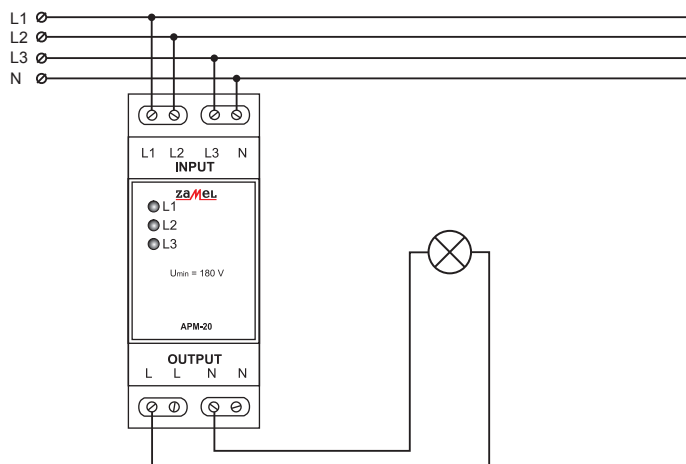 L1
L2
L3
N
L1 L2 L3 N
INPUT
ZAMEL
L1
L2
L3
Umin = 180 V
APM-20
OUTPUT
L L N N